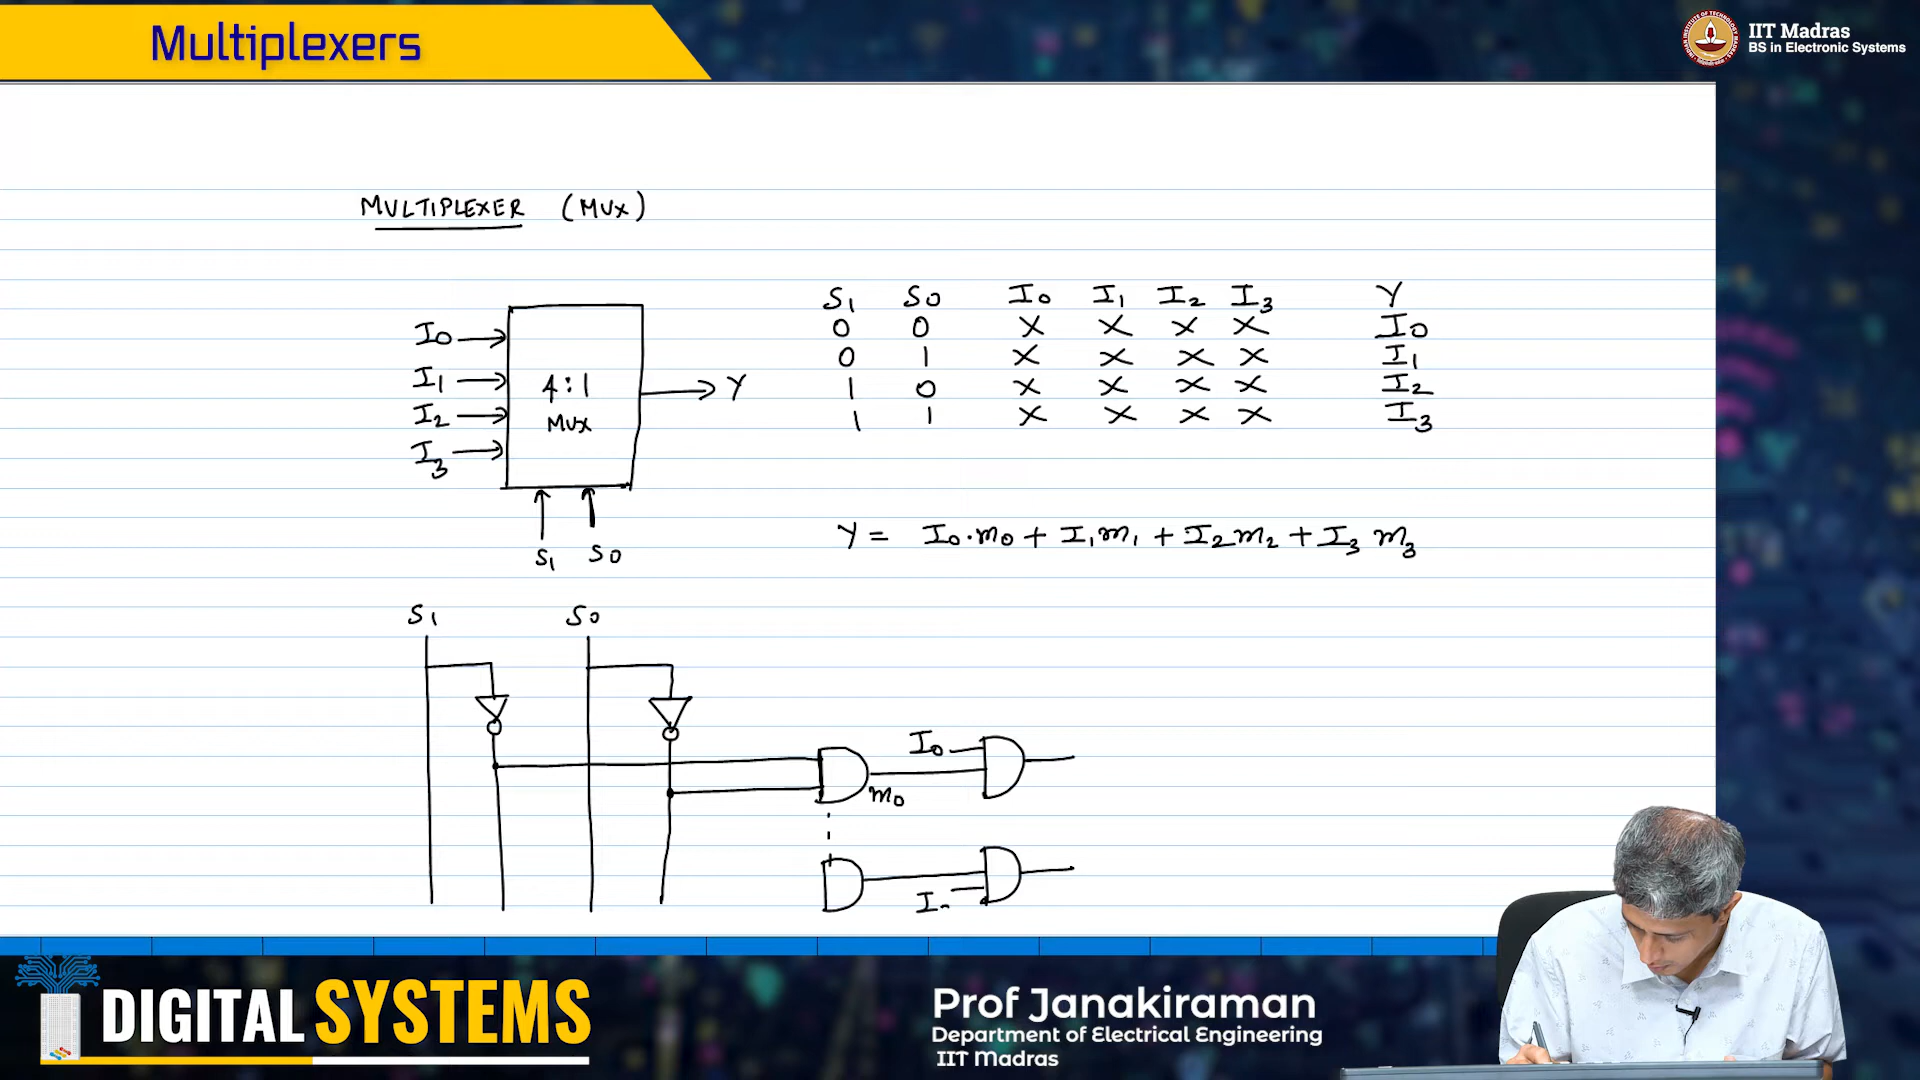 Multiplexers
IIT Madras
BS in Electronic Systems
MULTIPLEXER (MUX)
I0
I1
I2
I3
4:1
MUX
Y
S1 S0
S1 S0 I0 I1 I2 I3 Y
0 0 X X X X I0
0 1 X X X X I1
1 0 X X X X I2
1 1 X X X X I3
Y = I0·m0 + I1m1 + I2m2 + I3 m3
S1 S0
I0
m0
I
DIGITAL SYSTEMS
Prof Janakiraman
Department of Electrical Engineering
IIT Madras